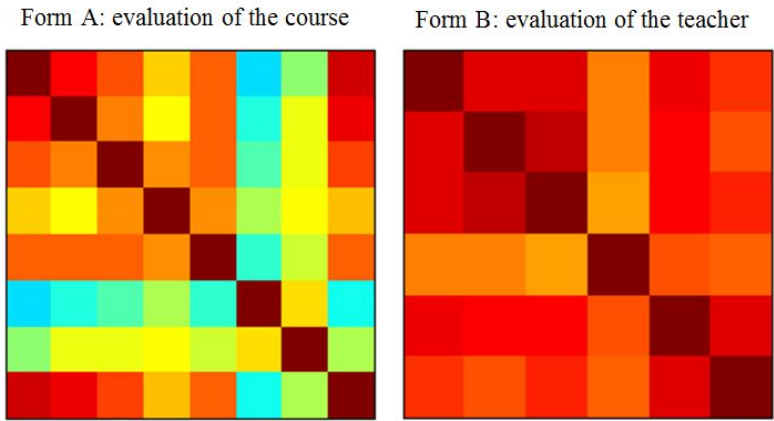 Form A: evaluation of the course
Form B: evaluation of the teacher